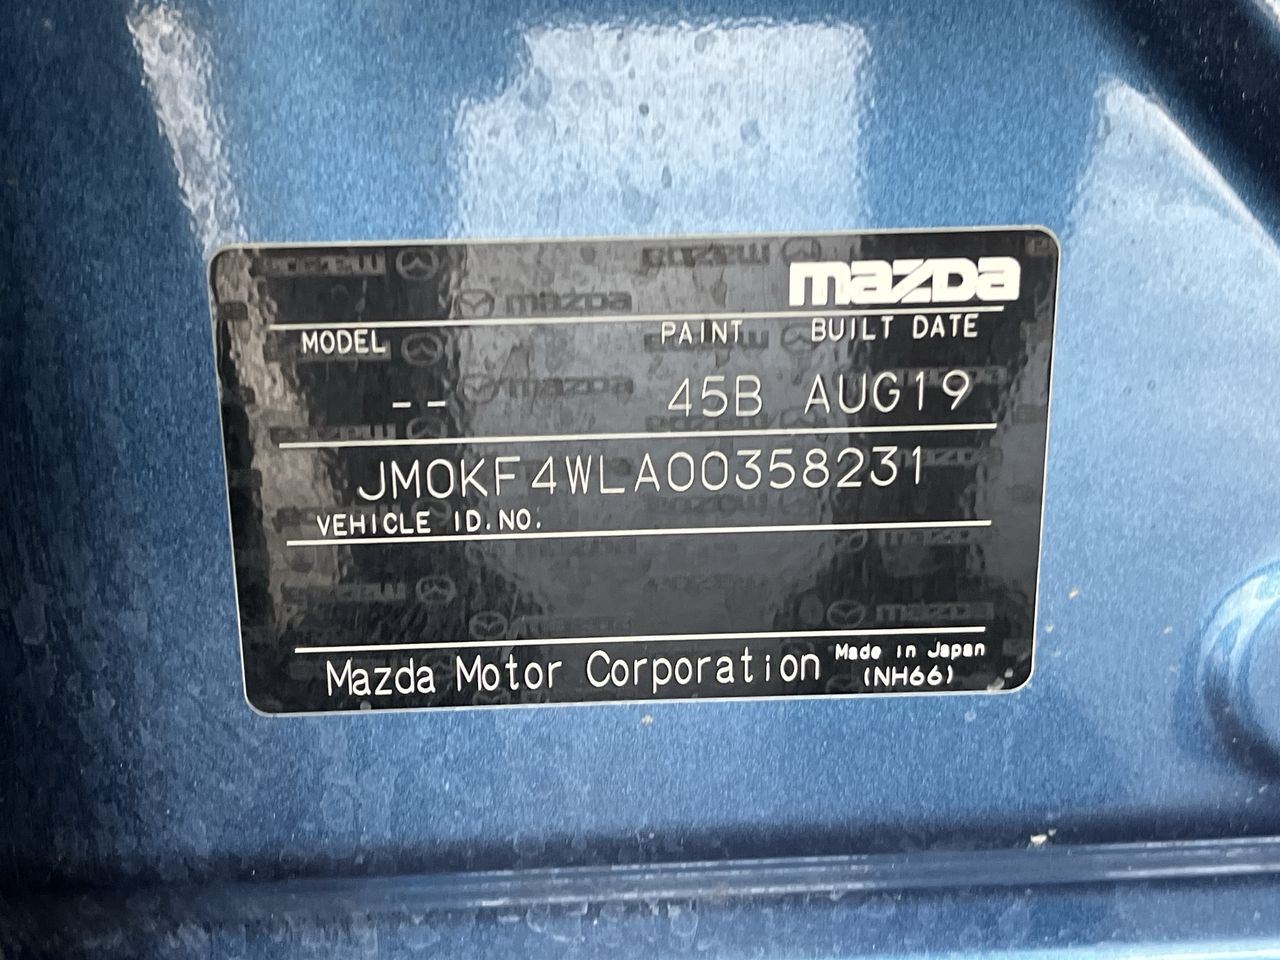 mazda
MODEL PAINT BUILT DATE
-- 45B AUG19
JM0KF4WLA00358231
VEHICLE ID.NO.
Mazda Motor Corporation Made in Japan
(NH66)